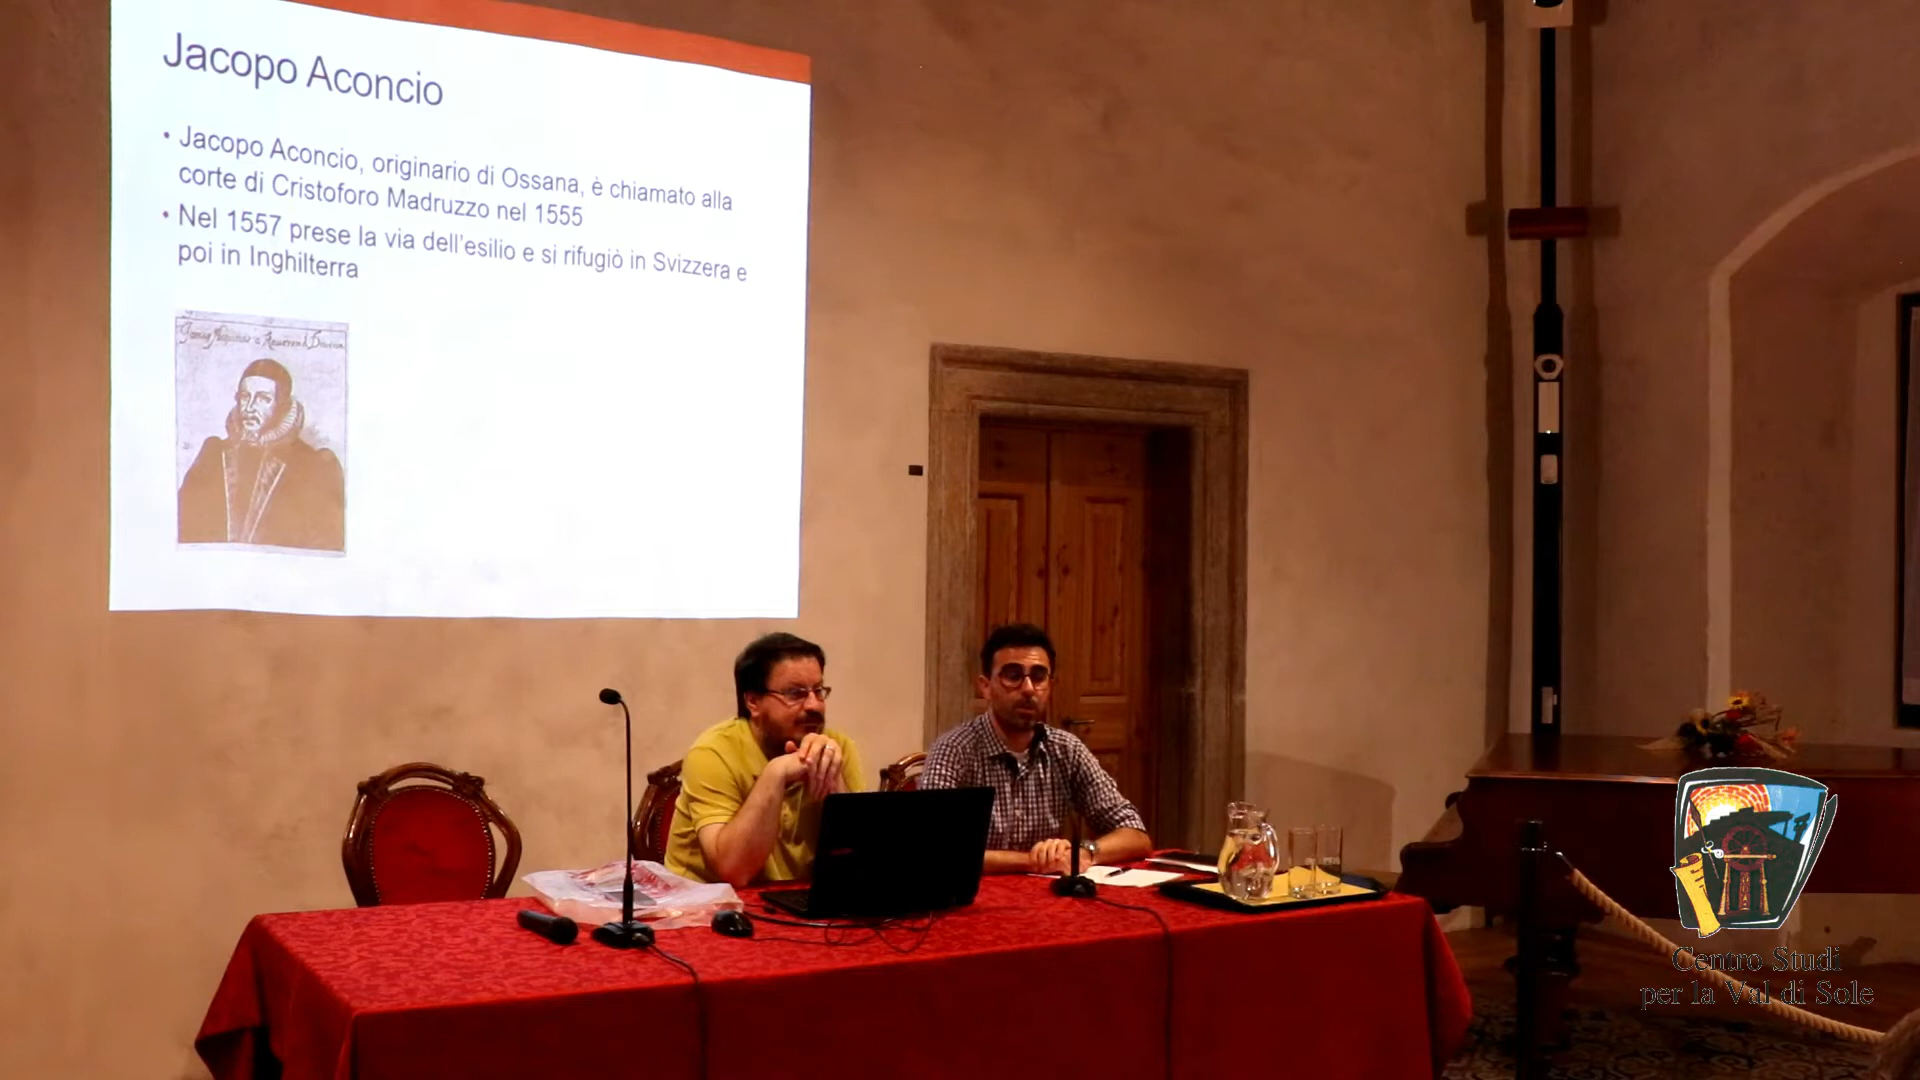 Jacopo Aconcio
• Jacopo Aconcio, originario di Ossana, è chiamato alla
corte di Cristoforo Madruzzo nel 1555
• Nel 1557 prese la via dell'esilio e si rifugiò in Svizzera e
poi in Inghilterra
Centro Studi
per la Val di Sole